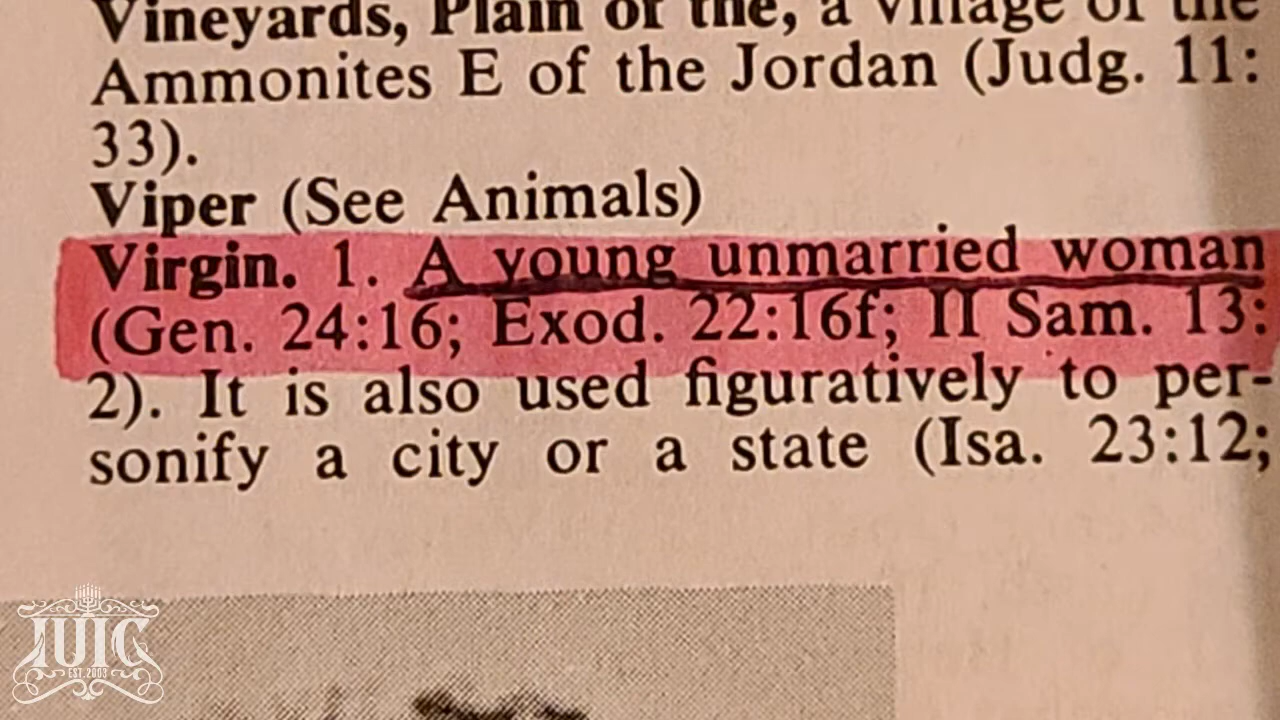 Vineyards, Plain of the, a village of the
Ammonites E of the Jordan (Judg. 11:
33).
Viper (See Animals)
Virgin. 1. A young unmarried woman
(Gen. 24:16; Exod. 22:16f; II Sam. 13:
2). It is also used figuratively to per-
sonify a city or a state (Isa. 23:12;
IUIC
EST. 2003